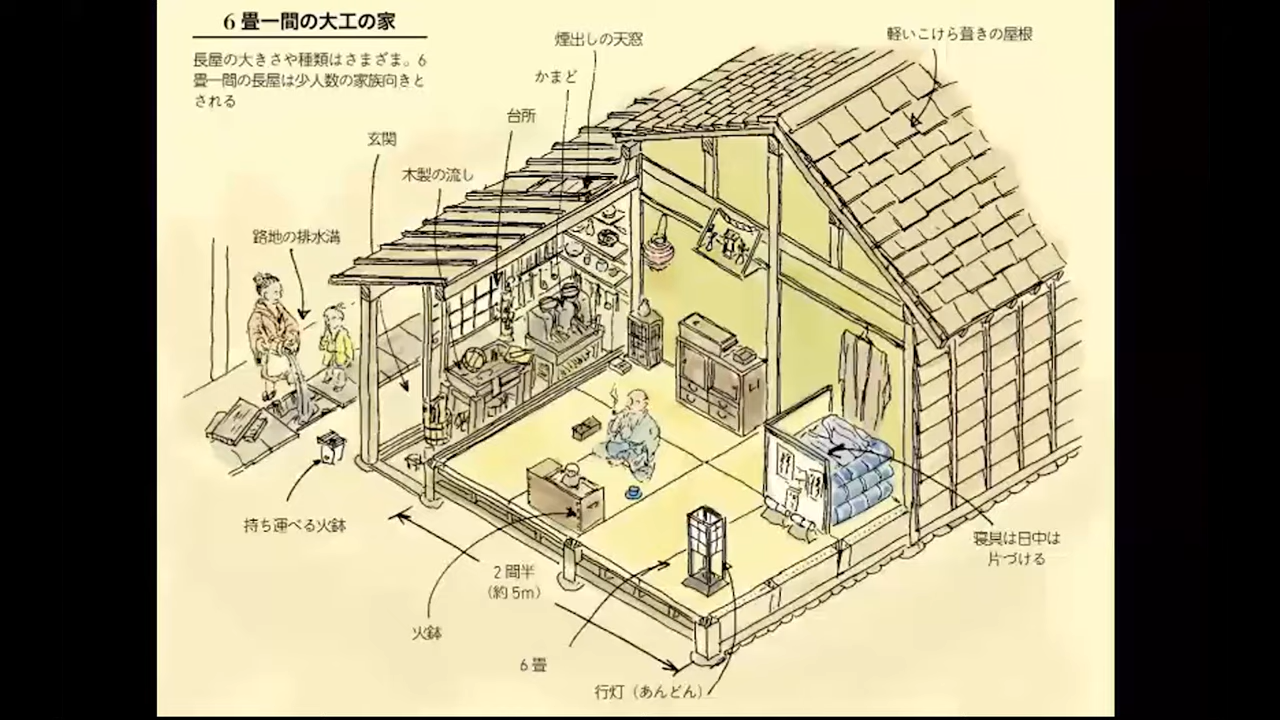 6畳一間の大工の家
長屋の大きさや種類はさまざま。6
畳一間の長屋は少人数の家族向きと
される
煙出しの天窓
軽いこけら葺きの屋根
かまど
台所
玄関
木製の流し
路地の排水溝
持ち運べる火鉢
2間半
(約5m)
寝具は日中は
片づける
火鉢
6畳
行灯(あんどん)